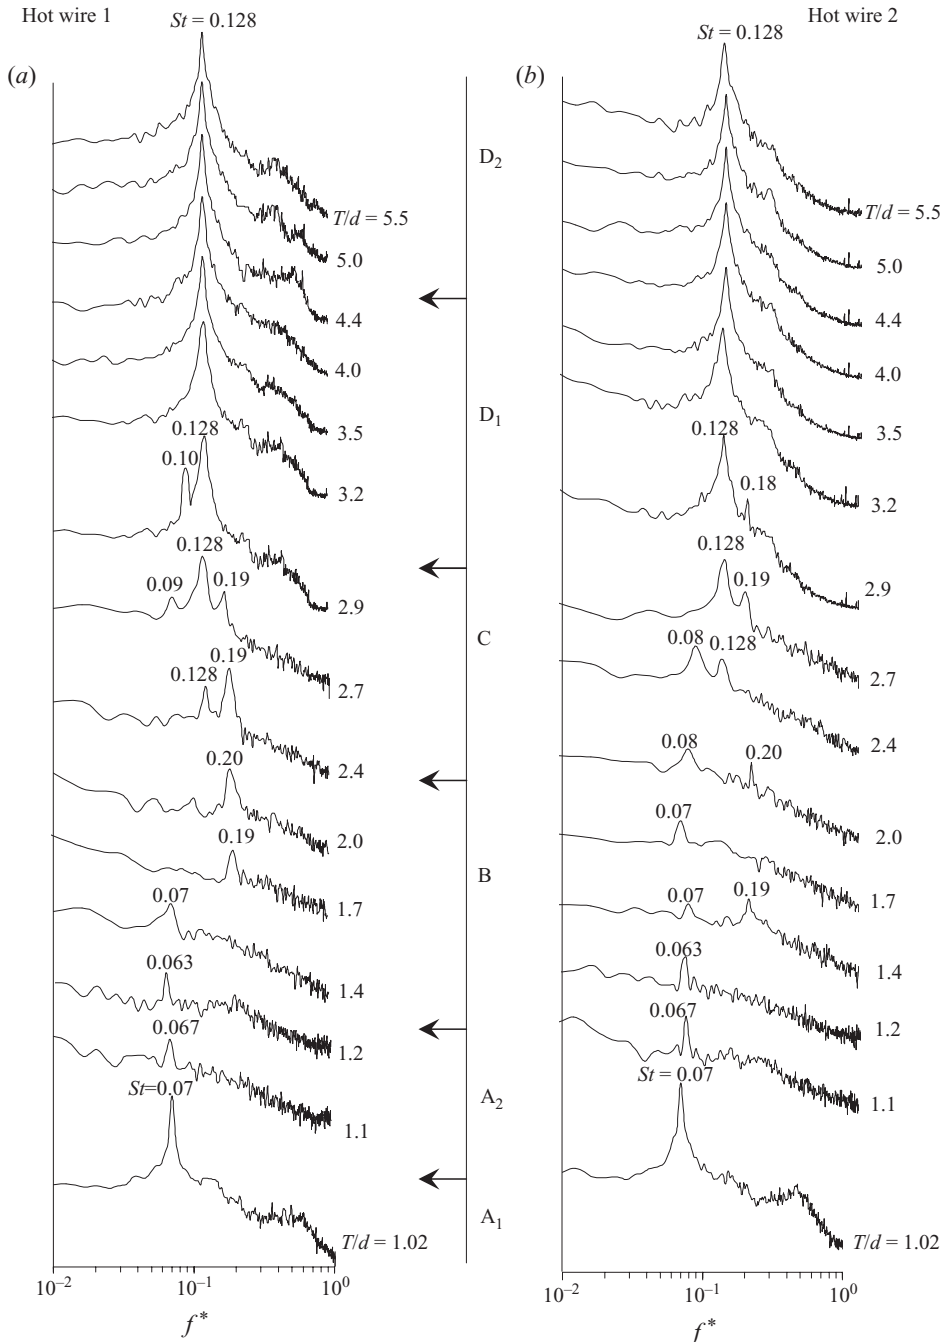 Hot wire 1
Hot wire 2
(a)
St = 0.128
T/d = 5.5
5.0
4.4
4.0
3.5
3.2
0.128
0.10
2.9
0.128
0.09
0.19
2.7
0.19
0.128
2.4
0.20
2.0
0.19
1.7
0.07
1.4
0.063
1.2
0.067
1.1
St=0.07
T/d = 1.02
10−2
10−1
100
f*
D2
D1
C
B
A2
A1
(b)
St = 0.128
T/d = 5.5
5.0
4.4
4.0
3.5
3.2
0.128
0.18
2.9
0.128
0.19
2.7
0.08
0.128
2.4
0.08
0.20
2.0
0.07
1.7
0.07
0.19
1.4
0.063
1.2
0.067
1.1
St = 0.07
T/d = 1.02
10−2
10−1
100
f*